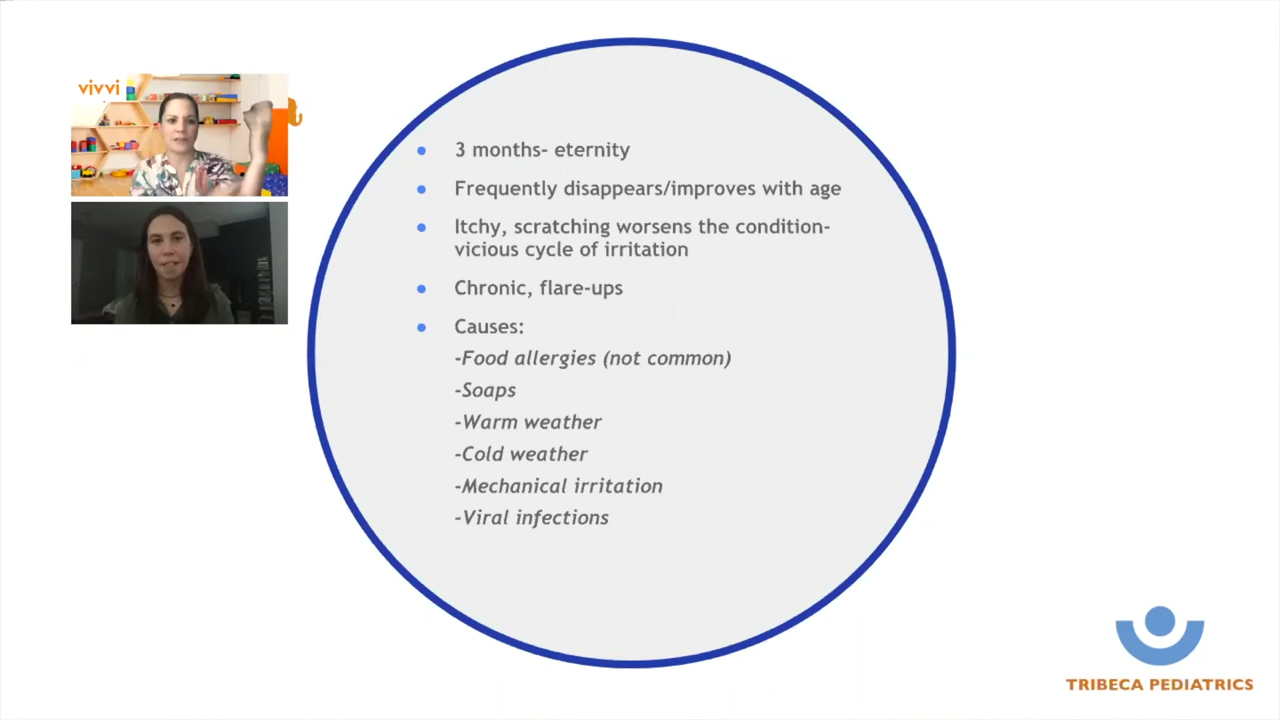 vivvi
3 months- eternity
Frequently disappears/improves with age
Itchy, scratching worsens the condition-
vicious cycle of irritation
Chronic, flare-ups
Causes:
-Food allergies (not common)
-Soaps
-Warm weather
-Cold weather
-Mechanical irritation
-Viral infections
TRIBECA PEDIATRICS